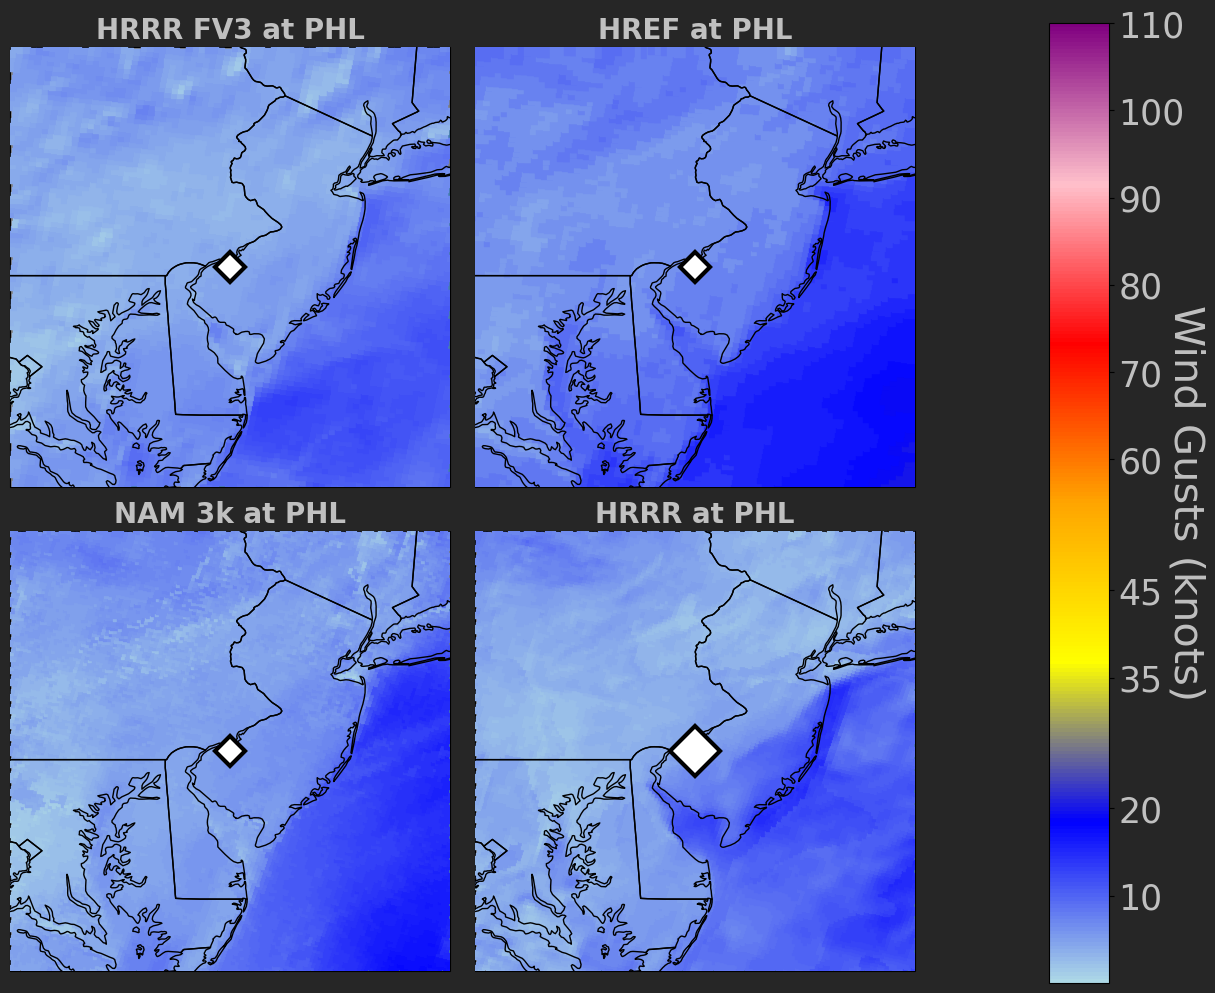 HRRR FV3 at PHL
HREF at PHL
NAM 3k at PHL
HRRR at PHL
110
100
90
80
70
60
45
35
20
10
Wind Gusts (knots)